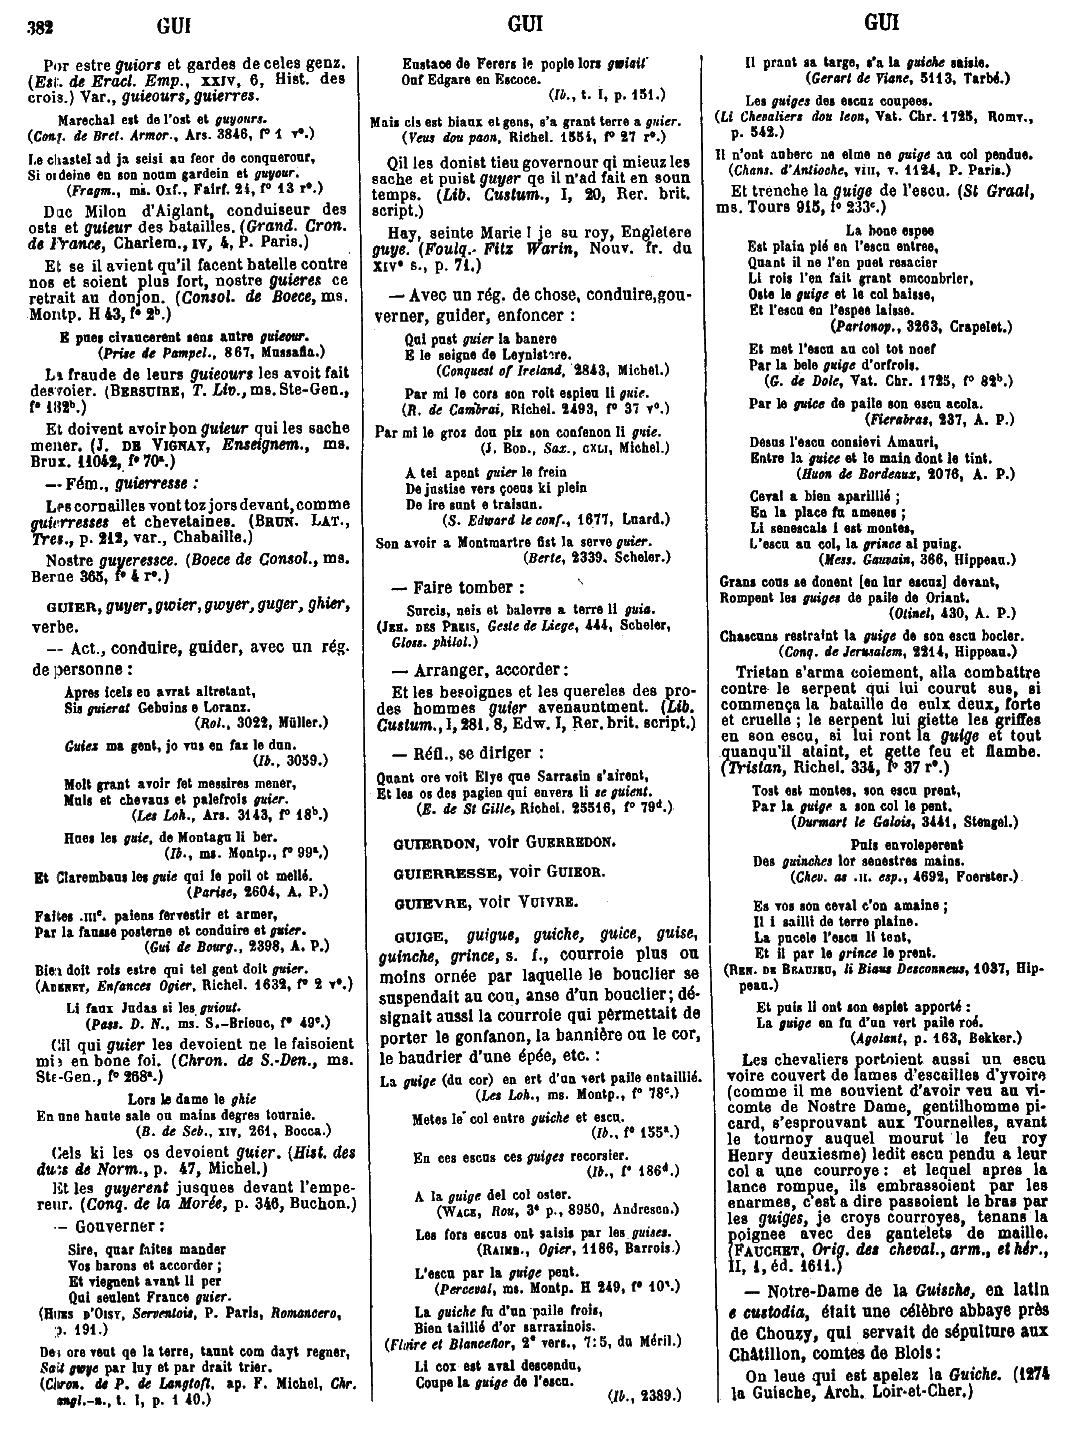 382 GUI GUI GUI
Por estre guiors et gardes de celes genz.
(Est. de Eracl. Emp., XXIV, 6, Hist. des
crois.) Var., guieours, guierres.
Marechal est de l'ost et guyours.
(Conq. de Bret. Armor., Ars. 3846, fº 1 vº.)
Le chastel ad ja seisi au feor de conquerour,
Si ordeine en son noum gardein et guyour.
(Fragm., ms. Oxf., Fairf. 24, fº 13 rº.)
Duc Milon d'Aiglant, conduiseur des
osts et guieur des batailles. (Grand. Cron.
de France, Charlem., IV, 4, P. Paris.)
Et se il avient qu'il facent batelle contre
nos et soient plus fort, nostre guieres ce
retrait au donjon. (Consol. de Boece, ms.
Montp. H 43, fº 2ᵇ.)
E pues civancerent sens autre guieour.
(Prise de Pampel., 867, Mussafia.)
La fraude de leurs guieours les avoit fait
desvoier. (BERSUIRE, T. Liv., ms. Ste-Gen.,
fº 182ᵇ.)
Et doivent avoir bon guieur qui les sache
mener. (J. DE VIGNAY, Enseignem., ms.
Brux. 11042, fº 70ᵃ.)
— Fém., guierresse :
Les cornailles vont toz jors devant, comme
guierresses et chevetaines. (BRUN. LAT.,
Tres., p. 212, var., Chabaille.)
Nostre guyeressce. (Boece de Consol., ms.
Berne 365, fº 4 rº.)
GUIER, guyer, gwier, gwyer, guger, ghier,
verbe.
— Act., conduire, guider, avec un rég.
de personne :
Apres icels en avrat altretant,
Sis guierat Gebuins e Loranz.
(Rol., 3022, Müller.)
Guiez ma gent, jo vus en faz le dun.
(Ib., 3059.)
Molt grant avoir fet messires mener,
Muls et chevaus et palefrois guier.
(Les Loh., Ars. 3143, fº 18ᵇ.)
Hues les guie, de Montagu li ber.
(Ib., ms. Montp., fº 99ᵃ.)
Et Clarembaus les guie qui le poil ot mellé.
(Parise, 2604, A. P.)
Faites .IIIᶜ. paiens fervestir et armer,
Par la fausse posterne et conduire et guier.
(Gui de Bourg., 2398, A. P.)
Bien doit rois estre qui tel gent doit guier.
(ADENET, Enfances Ogier, Richel. 1632, fº 2 vº.)
Li faux Judas si les guiout.
(Pass. D. N., ms. S.-Brieuc, fº 49ᶜ.)
Cil qui guier les devoient ne le faisoient
mis en bone foi. (Chron. de S.-Den., ms.
Ste-Gen., fº 268ᵃ.)
Lors le dame le ghie
En une haute sale ou mains degres tournie.
(B. de Seb., XIV, 261, Bocca.)
Cels ki les os devoient guier. (Hist. des
ducs de Norm., p. 47, Michel.)
Et les guyerent jusques devant l'empe-
reur. (Conq. de la Morée, p. 346, Buchon.)
— Gouverner :
Sire, quar faites mander
Vos barons et accorder ;
Et viegnent avant li per
Qui seulent France guier.
(HUES D'OISY, Serventois, P. Paris, Romancero,
p. 191.)
Des ore veut qe la terre, taunt com dayt regner,
Sait gwye par luy et par drait trier.
(Chron. de P. de Langtoft, ap. F. Michel, Chr.
angl.-n., t. I, p. 140.)
Eustace de Ferers le pople lors gwiait
Ouf Edgare en Escoce.
(Ib., t. I, p. 151.)
Mais cis est biaux et gens, s'a grant terre a guier.
(Veus dou paon, Richel. 1554, fº 27 rº.)
Qil les donist tieu governour qi mieuz les
sache et puist guyer qe il n'ad fait en soun
temps. (Lib. Custum., I, 20, Rer. brit.
script.)
Hay, seinte Marie ! je su roy, Engletere
guye. (Foulq. Fitz Warin, Nouv. fr. du
XIVᵉ s., p. 71.)
— Avec un rég. de chose, conduire, gou-
verner, guider, enfoncer :
Qui pust guier la banere
E le seigne de Leynistere.
(Conquest of Ireland, 2843, Michel.)
Par mi le cors son roit espieu li guie.
(R. de Cambrai, Richel. 2493, fº 37 vº.)
Par mi le gros dou piz son confenon li guie.
(J. BOD., Sax., CXLI, Michel.)
A tei apent guier le frein
De justise vers çoeus ki plein
De ire sunt e traisun.
(S. Edward le conf., 1677, Luard.)
Son avoir a Montmartre fist la serve guier.
(Berte, 2339, Scheler.)
— Faire tomber :
Surcis, neis et balevre a terre li guia.
(JEH. DES PREIS, Geste de Liege, 444, Scheler,
Gloss. philol.)
— Arranger, accorder :
Et les besoignes et les quereles des pro-
des hommes guier avenauntment. (Lib.
Custum., I, 281. 8, Edw. I, Rer. brit. script.)
— Réfl., se diriger :
Quant ore voit Elye que Sarrasin s'airent,
Et les os des pagien qui envers li se guient.
(E. de St Gille, Richel. 25516, fº 79ᵈ.)
GUIERDON, voir GUERREDON.
GUIERRESSE, voir GUIEOR.
GUIEVRE, voir VUIVRE.
GUIGE, guigue, guiche, guice, guise,
guinche, grince, s. f., courroie plus ou
moins ornée par laquelle le bouclier se
suspendait au cou, anse d'un bouclier ; dé-
signait aussi la courroie qui permettait de
porter le gonfanon, la bannière ou le cor,
le baudrier d'une épée, etc. :
La guige (du cor) en ert d'un vert paile entaillié.
(Les Loh., ms. Montp., fº 78ᶜ.)
Metes le col entre guiche et escu.
(Ib., fº 155ᵃ.)
En ces escus ces guiges recorsier.
(Ib., fº 186ᵈ.)
A la guige del col oster.
(WACE, Rou, 3ᵉ p., 8950, Andresen.)
Les fors escus ont saisis par les guises.
(RAIMB., Ogier, 1186, Barrois.)
L'escu par la guige pent.
(Perceval, ms. Montp. H 249, fº 10ᵃ.)
La guiche fu d'un paile frois,
Bien taillié d'or sarrazinois.
(Floire et Blanceflor, 2ᵉ vers., 775, du Méril.)
Li cox est aval descendu,
Coupe la guige de l'escu.
(Ib., 2389.)
Il prant sa targe, s'a la guiche saisie.
(Gerart de Viane, 5113, Tarbé.)
Les guiges des escuz coupees.
(Li Chevaliers dou leon, Vat. Chr. 1725, Romv.,
p. 542.)
Il n'ont auberc ne elme ne guige au col pendue.
(Chans. d'Antioche, VIII, v. 1124, P. Paris.)
Et trenche la guige de l'escu. (St Graal,
ms. Tours 915, fº 233ᶜ.)
La bone espee
Est plain pié en l'escu entree,
Quant il ne l'en puet resacier
Li rois l'en fait grant emconbrier,
Oste le guige et le col baisse,
Et l'escu en l'espee laisse.
(Partonop., 3263, Crapelet.)
Et met l'escu au col tot noef
Par la bele guige d'orfrois.
(G. de Dole, Vat. Chr. 1725, fº 82ᵇ.)
Par le guice de paile son escu acola.
(Fierabras, 237, A. P.)
Desus l'escu consievi Amauri,
Entre la guice et le main dont le tint.
(Huon de Bordeaux, 2076, A. P.)
Ceval a bien aparillié ;
En la place fu amenes ;
Li senescals i est montes,
L'escu au col, la grince al puing.
(Mess. Gauvain, 366, Hippeau.)
Grans cous se donent [en lur escuz] devant,
Rompent les guiges de paile de Oriant.
(Otinel, 430, A. P.)
Chascuns restraint la guige de son escu bocler.
(Conq. de Jerusalem, 2214, Hippeau.)
Tristan s'arma coiement, alla combattre
contre le serpent qui lui courut sus, si
commença la bataille de eulx deux, forte
et cruelle ; le serpent lui giette les griffes
en son escu, si lui ront la guige et tout
quanqu'il ataint, et gette feu et flambe.
(Tristan, Richel. 334, fº 37 rº.)
Tost est montes, son escu prent,
Par la guige a son col le pent.
(Durmart le Galois, 3441, Stengel.)
Puis envoleperent
Des guinches lor senestres mains.
(Chev. as .II. esp., 4692, Foerster.)
Es vos son ceval c'on amaine ;
Il i sailli de terre plaine.
La pucele l'escu li tent,
Et il par le grince le prent.
(REN. DE BEAUJEU, li Biaus Desconneus, 1037, Hip-
peau.)
Et puis li ont son espiet apporté :
La guige en fu d'un vert paile roé.
(Agolant, p. 163, Bekker.)
Les chevaliers portoient aussi un escu
voire couvert de lames d'escailles d'yvoire
(comme il me souvient d'avoir veu au vi-
comte de Nostre Dame, gentilhomme pi-
card, s'esprouvant aux Tournelles, avant
le tournoy auquel mourut le feu roy
Henry deuxiesme) ledit escu pendu a leur
col a une courroye : et lequel apres la
lance rompue, ils embrassoient par les
enarmes, c'est a dire passoient le bras par
les guiges, je croys courroyes, tenans la
poignee avec des gantelets de maille.
(FAUCHET, Orig. des cheval., arm., et hér.,
II, 1, éd. 1611.)
— Notre-Dame de la Guische, en latin
e custodia, était une célèbre abbaye près
de Chouzy, qui servait de sépulture aux
Châtillon, comtes de Blois :
On leue qui est apelez la Guiche. (1274
la Guische, Arch. Loir-et-Cher.)